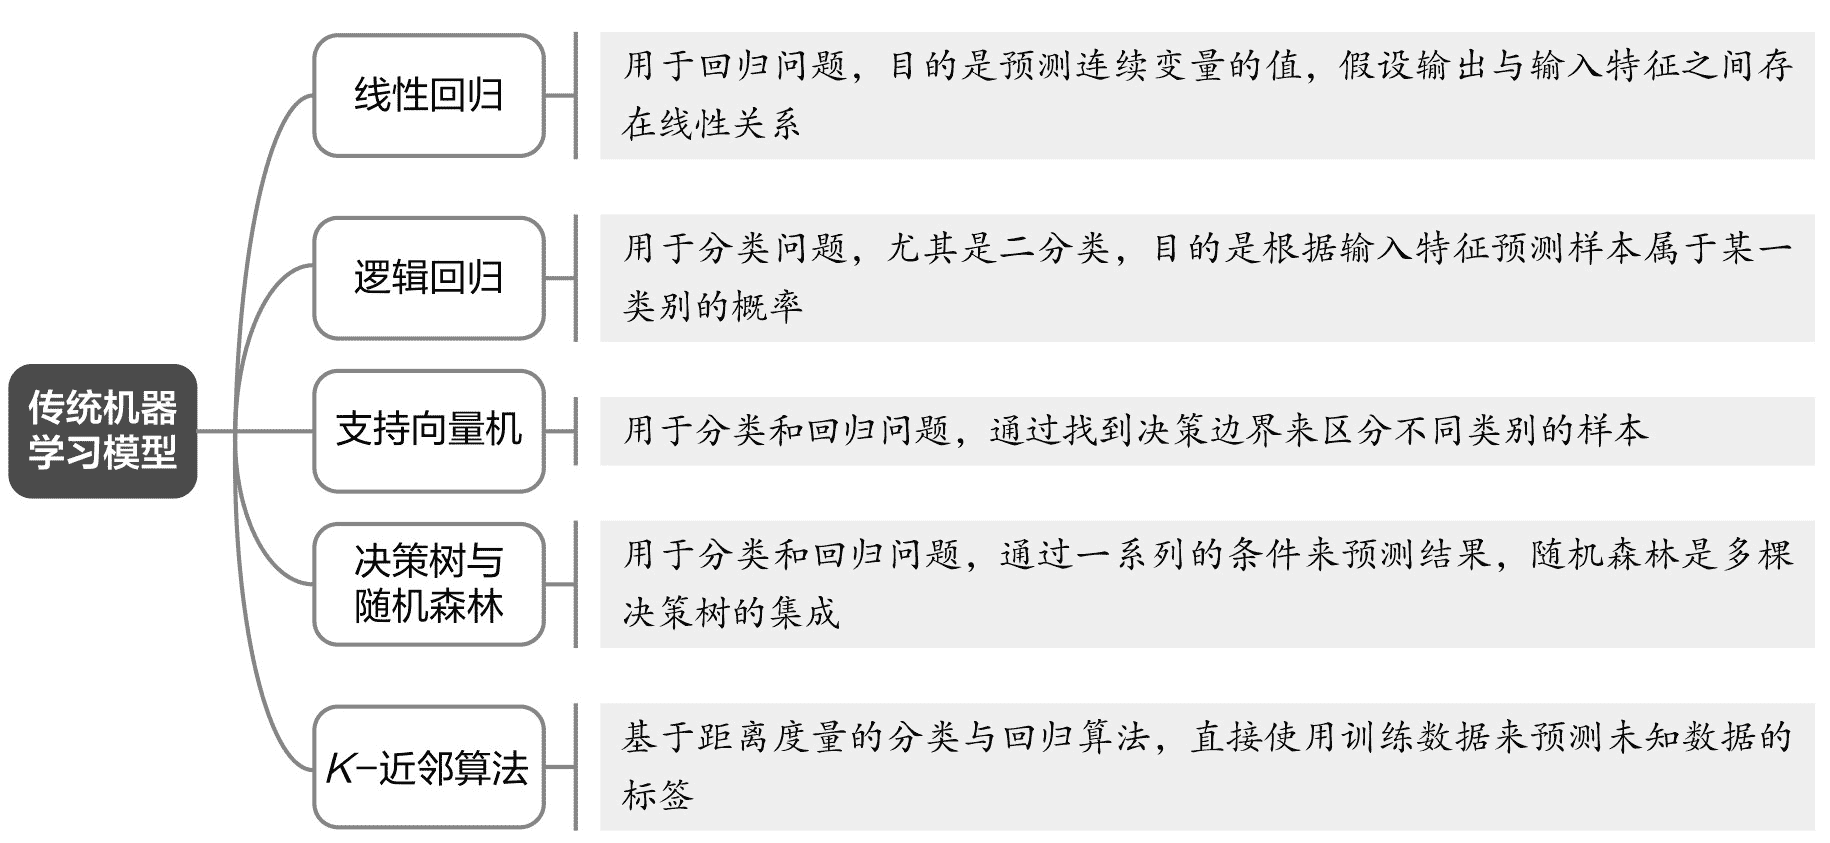 传统机器
学习模型
线性回归
用于回归问题，目的是预测连续变量的值，假设输出与输入特征之间存
在线性关系
逻辑回归
用于分类问题，尤其是二分类，目的是根据输入特征预测样本属于某一
类别的概率
支持向量机
用于分类和回归问题，通过找到决策边界来区分不同类别的样本
决策树与
随机森林
用于分类和回归问题，通过一系列的条件来预测结果，随机森林是多棵
决策树的集成
K-近邻算法
基于距离度量的分类与回归算法，直接使用训练数据来预测未知数据的
标签